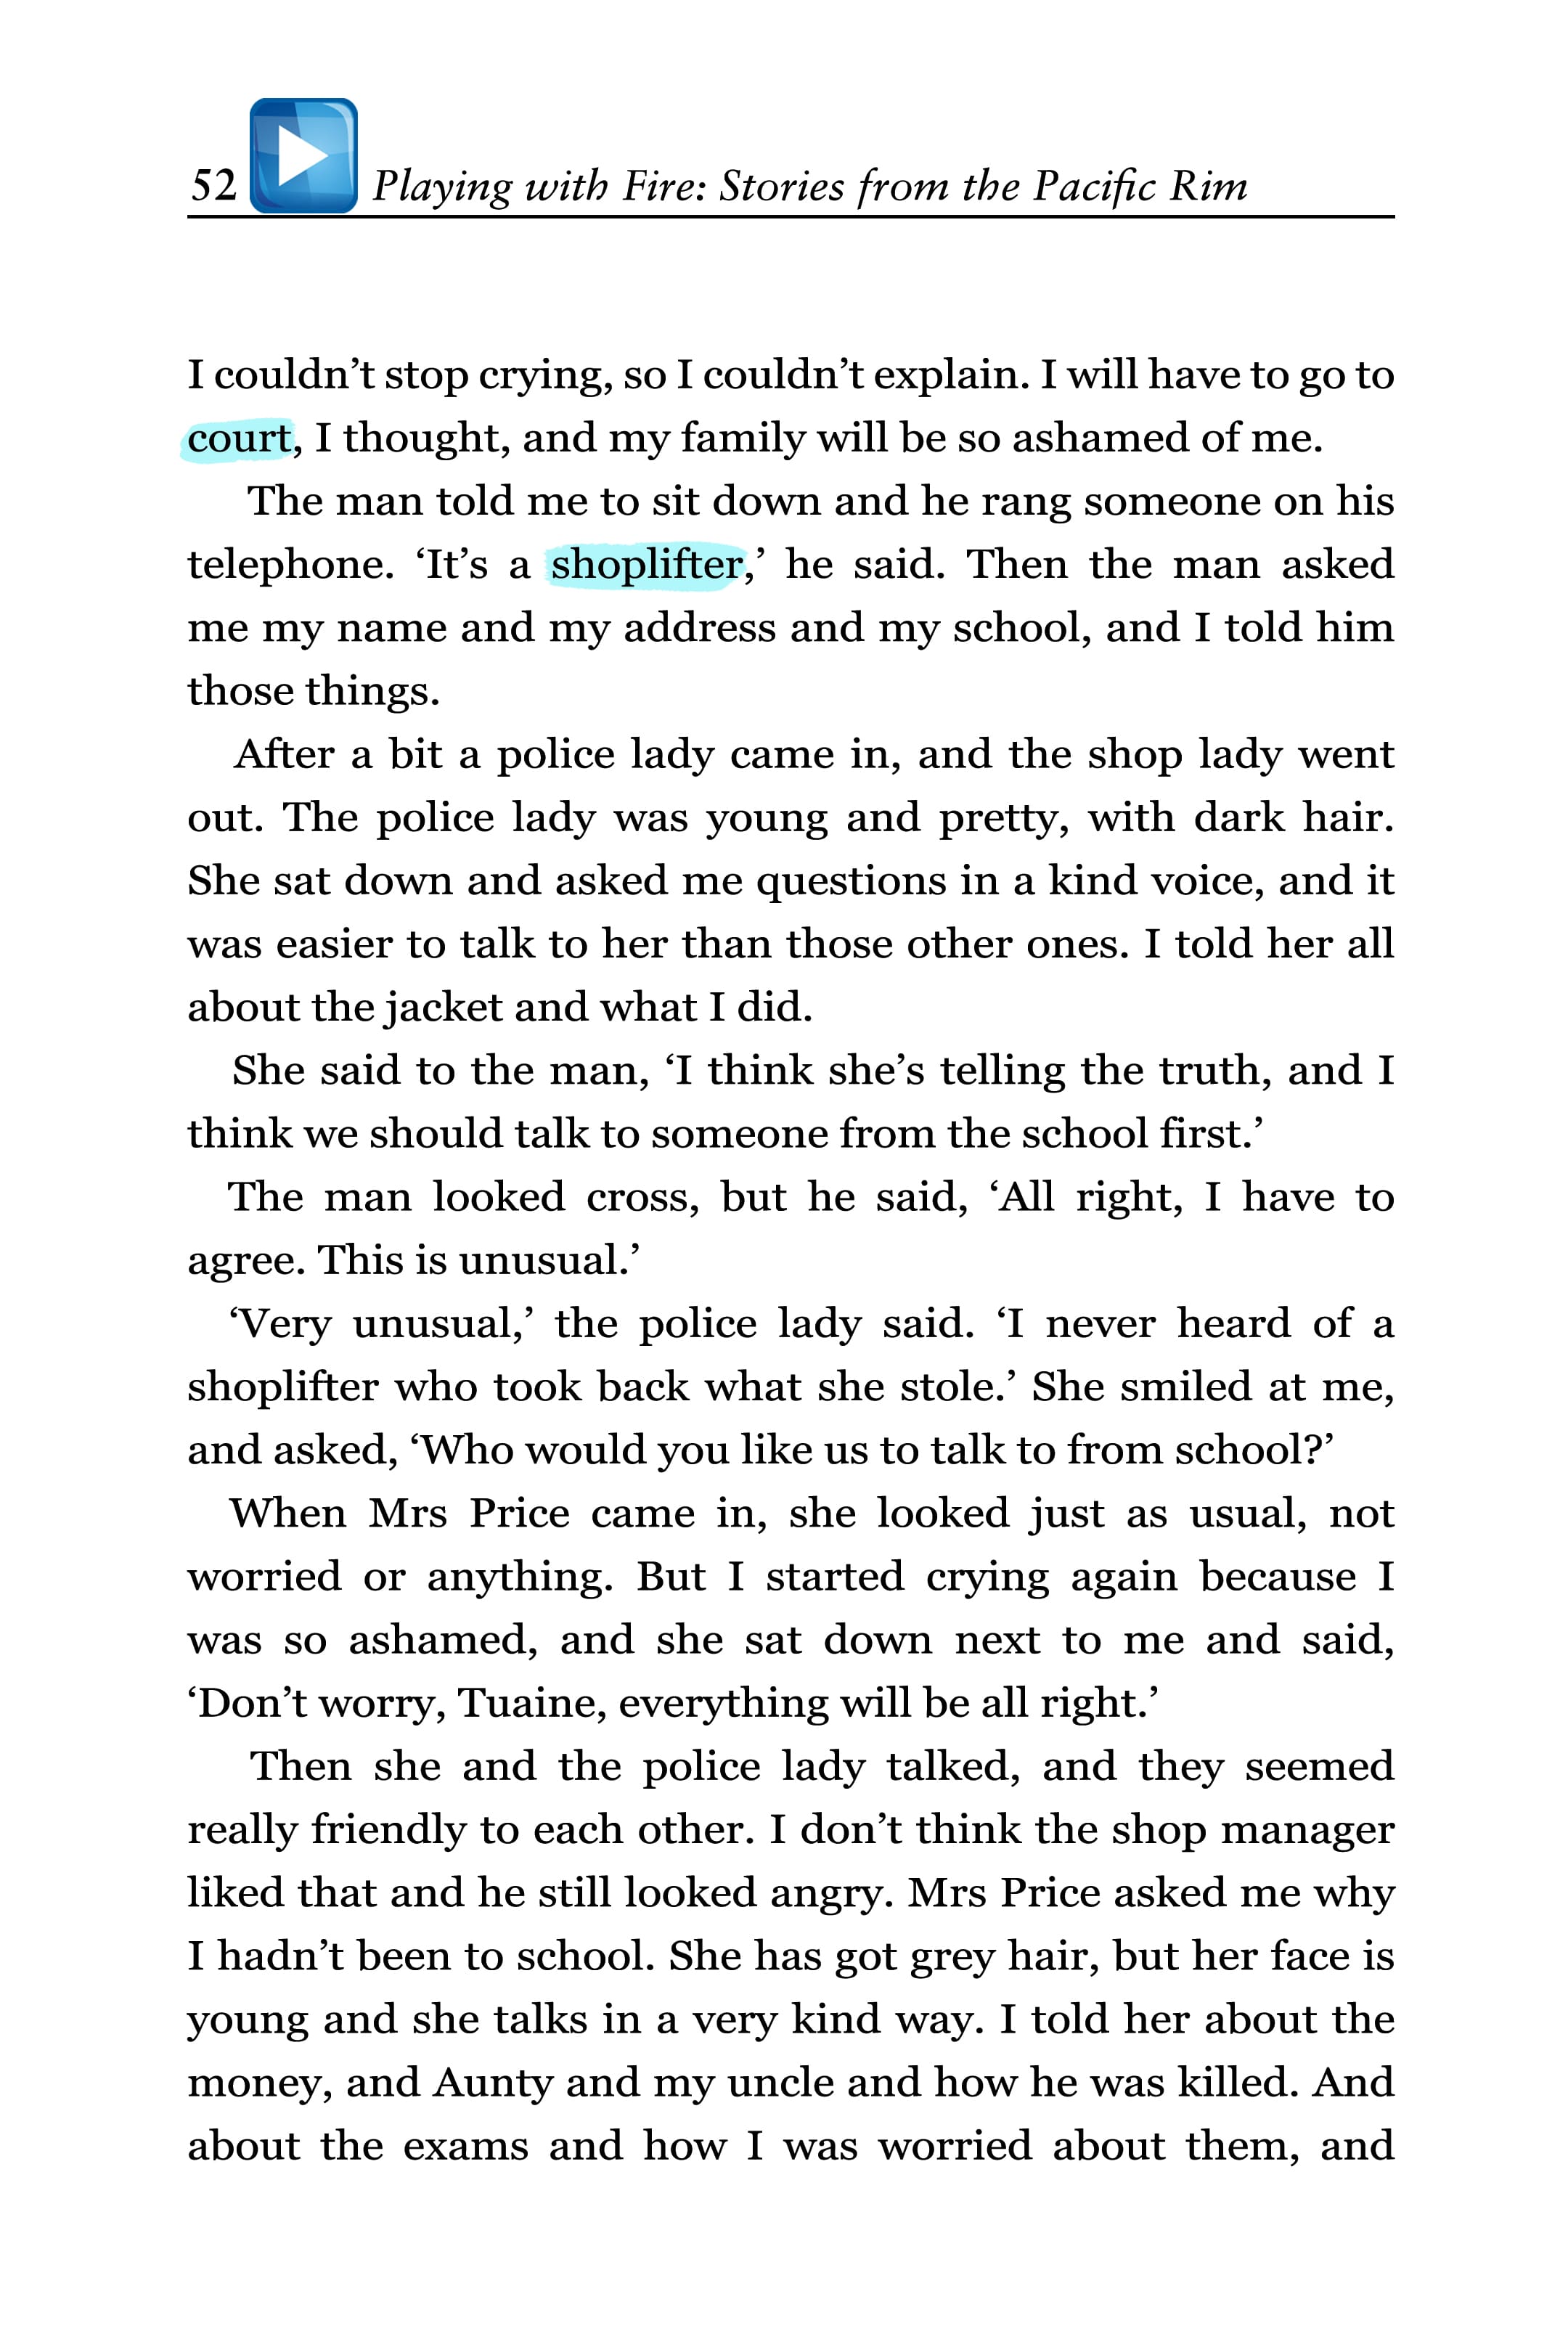 52 Playing with Fire: Stories from the Pacific Rim
I couldn’t stop crying, so I couldn’t explain. I will have to go to
court, I thought, and my family will be so ashamed of me.
The man told me to sit down and he rang someone on his
telephone. ‘It’s a shoplifter,’ he said. Then the man asked
me my name and my address and my school, and I told him
those things.
After a bit a police lady came in, and the shop lady went
out. The police lady was young and pretty, with dark hair.
She sat down and asked me questions in a kind voice, and it
was easier to talk to her than those other ones. I told her all
about the jacket and what I did.
She said to the man, ‘I think she’s telling the truth, and I
think we should talk to someone from the school first.’
The man looked cross, but he said, ‘All right, I have to
agree. This is unusual.’
‘Very unusual,’ the police lady said. ‘I never heard of a
shoplifter who took back what she stole.’ She smiled at me,
and asked, ‘Who would you like us to talk to from school?’
When Mrs Price came in, she looked just as usual, not
worried or anything. But I started crying again because I
was so ashamed, and she sat down next to me and said,
‘Don’t worry, Tuaine, everything will be all right.’
Then she and the police lady talked, and they seemed
really friendly to each other. I don’t think the shop manager
liked that and he still looked angry. Mrs Price asked me why
I hadn’t been to school. She has got grey hair, but her face is
young and she talks in a very kind way. I told her about the
money, and Aunty and my uncle and how he was killed. And
about the exams and how I was worried about them, and